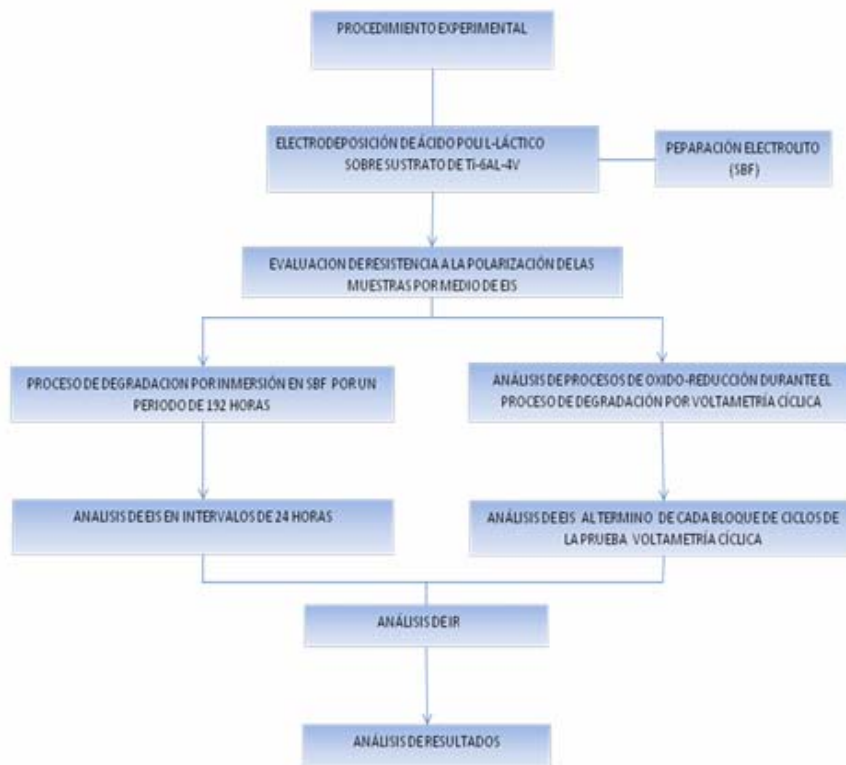 PROCEDIMIENTO EXPERIMENTAL
ELECTRODEPOSICIÓN DE ÁCIDO POLI L-LÁCTICO
SOBRE SUSTRATO DE Ti-6AL-4V
PEPARACIÓN ELECTROLITO
(SBF)
EVALUACION DE RESISTENCIA A LA POLARIZACIÓN DE LAS
MUESTRAS POR MEDIO DE EIS
PROCESO DE DEGRADACION POR INMERSIÓN EN SBF POR UN
PERIODO DE 192 HORAS
ANÁLISIS DE PROCESOS DE OXIDO-REDUCCIÓN DURANTE EL
PROCESO DE DEGRADACIÓN POR VOLTAMETRÍA CÍCLICA
ANALISIS DE EIS EN INTERVALOS DE 24 HORAS
ANÁLISIS DE EIS AL TERMINO DE CADA BLOQUE DE CICLOS DE
LA PRUEBA VOLTAMETRÍA CÍCLICA
ANÁLISIS DE IR
ANÁLISIS DE RESULTADOS